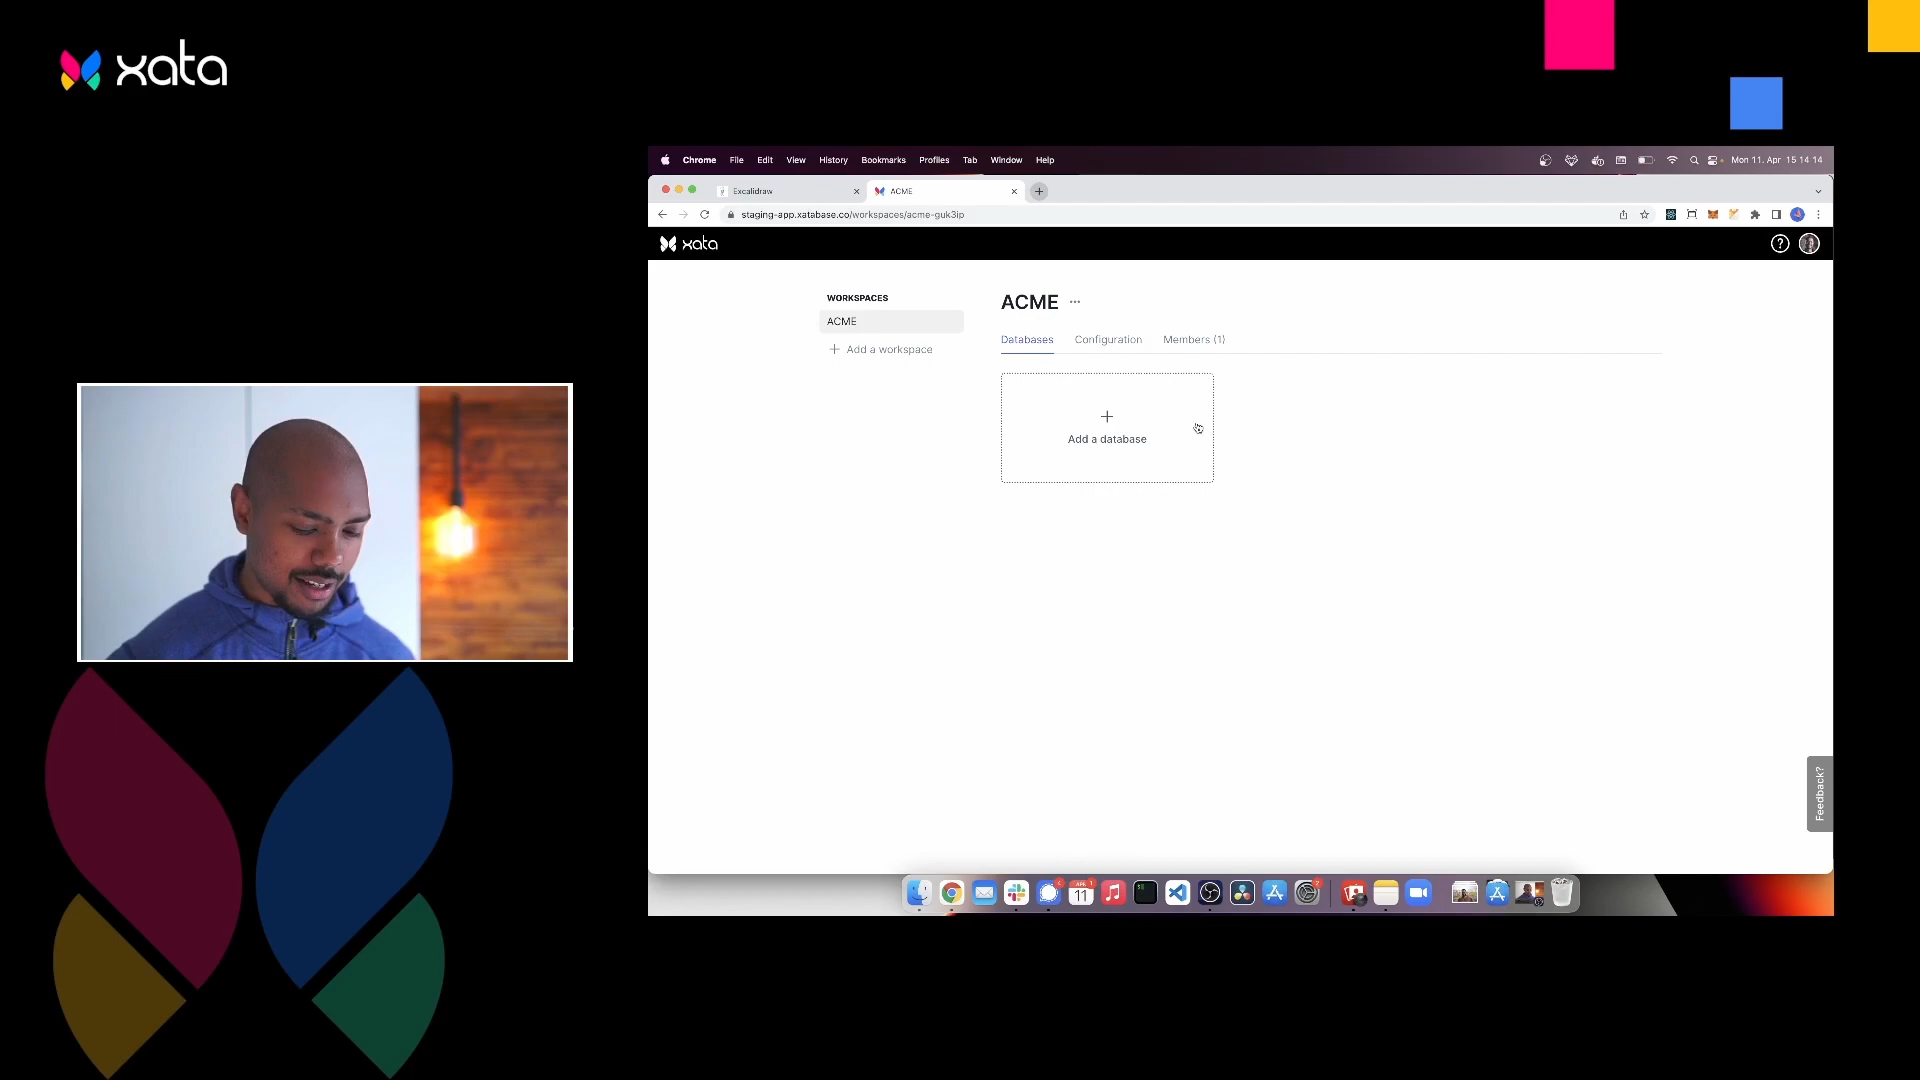 xata
Chrome File Edit View History Bookmarks Profiles Tab Window Help
Mon 11. Apr 15 14 14
Excalidraw
ACME
staging-app.xatabase.co/workspaces/acme-guk3ip
xata
WORKSPACES
ACME
+ Add a workspace
ACME ...
Databases Configuration Members (1)
+
Add a database
Feedback?
APR
11